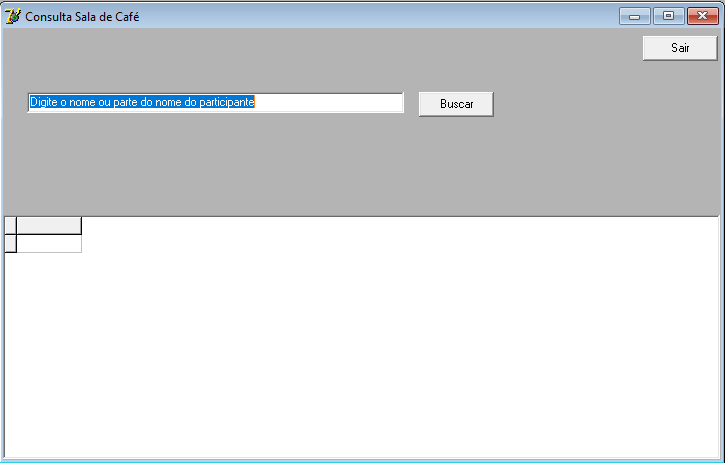 Consulta Sala de Café
Sair
Digite o nome ou parte do nome do participante
Buscar